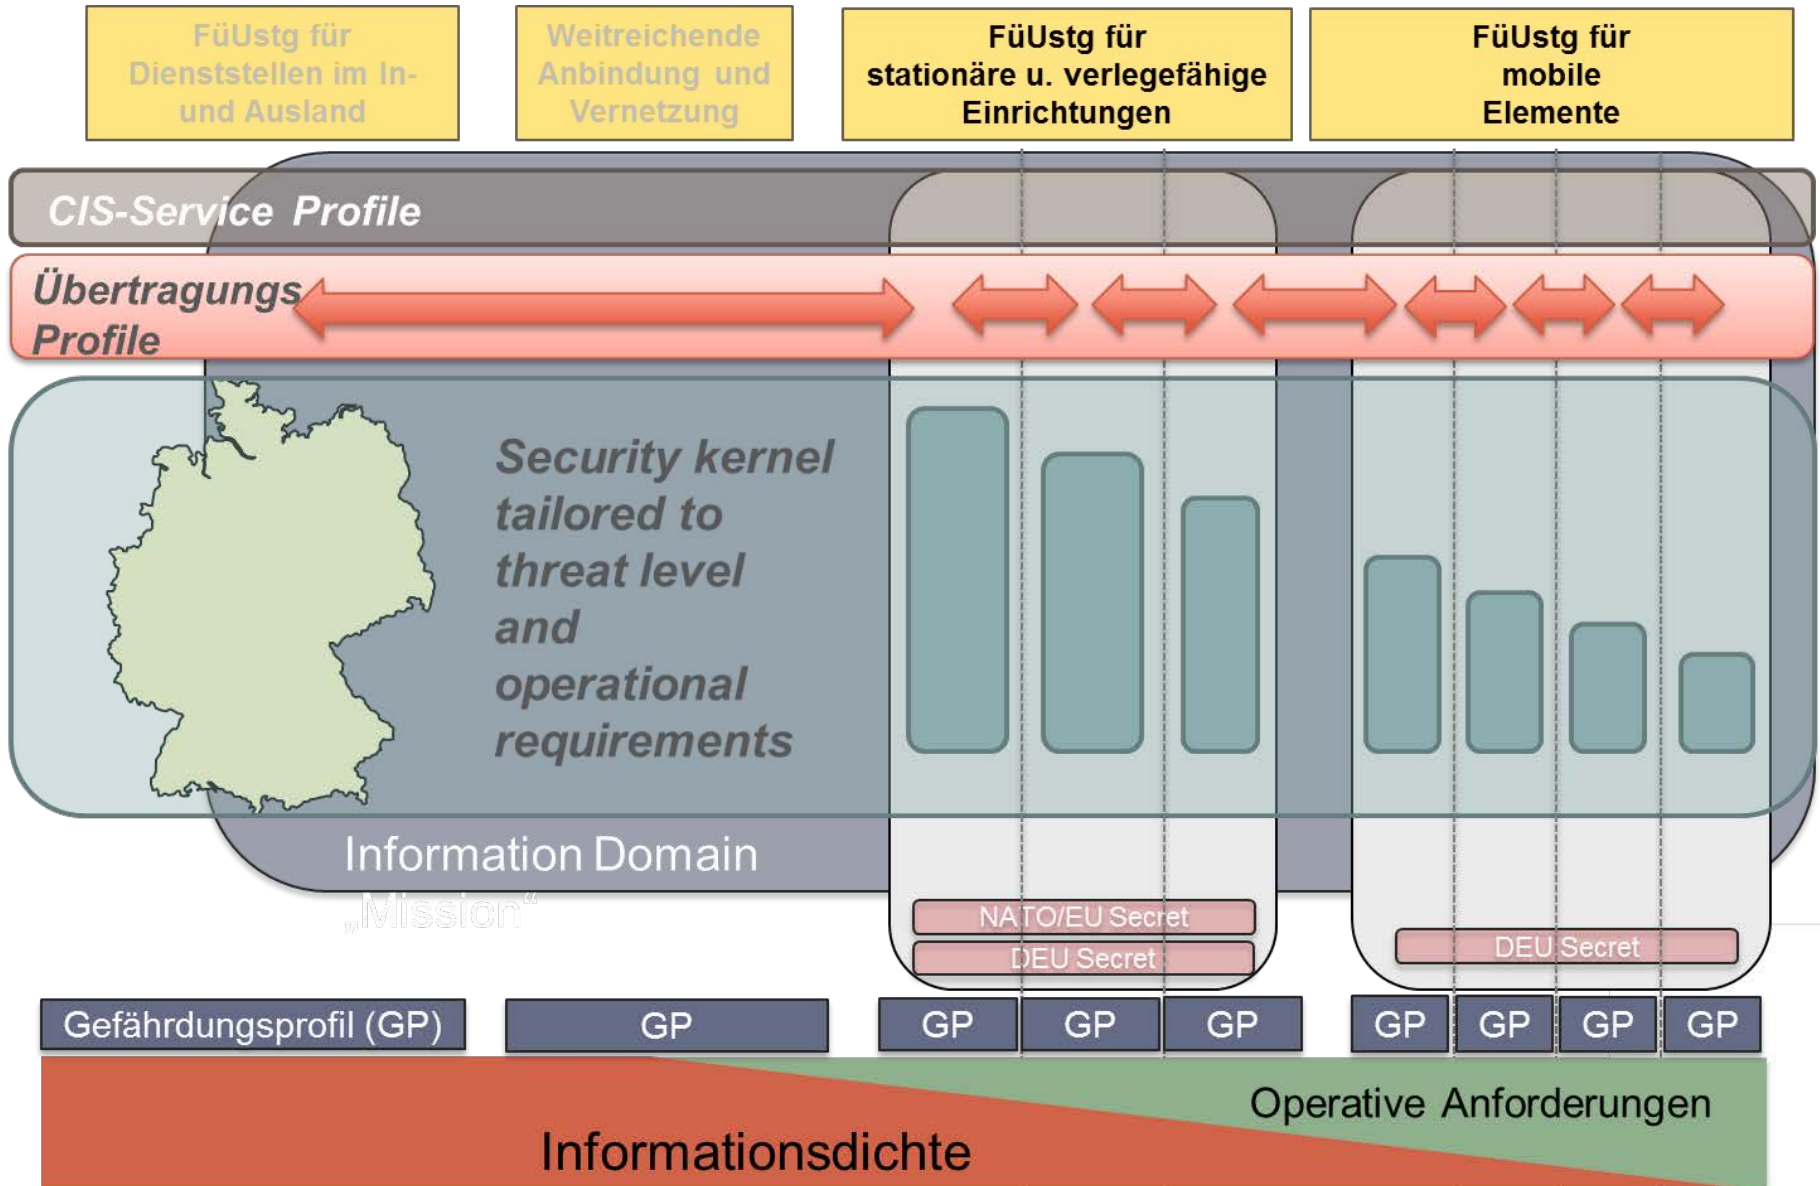 FüUstg für
Dienststellen im In-
und Ausland
Weitreichende
Anbindung und
Vernetzung
FüUstg für
stationäre u. verlegefähige
Einrichtungen
FüUstg für
mobile
Elemente
CIS-Service Profile
Übertragungs
Profile
Security kernel
tailored to
threat level
and
operational
requirements
Information Domain
„Mission“
NATO/EU Secret
DEU Secret
DEU Secret
Gefährdungsprofil (GP)
GP
GP
GP
GP
GP
GP
GP
GP
Operative Anforderungen
Informationsdichte